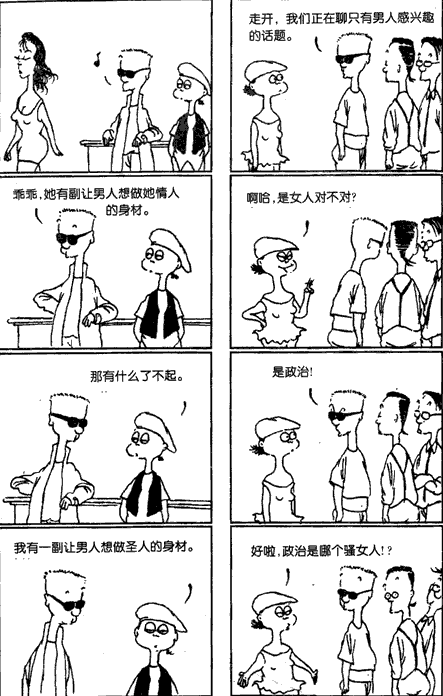 乖乖,她有副让男人想做她情人
的身材。
那有什么了不起。
我有一副让男人想做圣人的身材。
走开，我们正在聊只有男人感兴趣
的话题。
啊哈,是女人对不对?
是政治!
好啦,政治是哪个骚女人!?